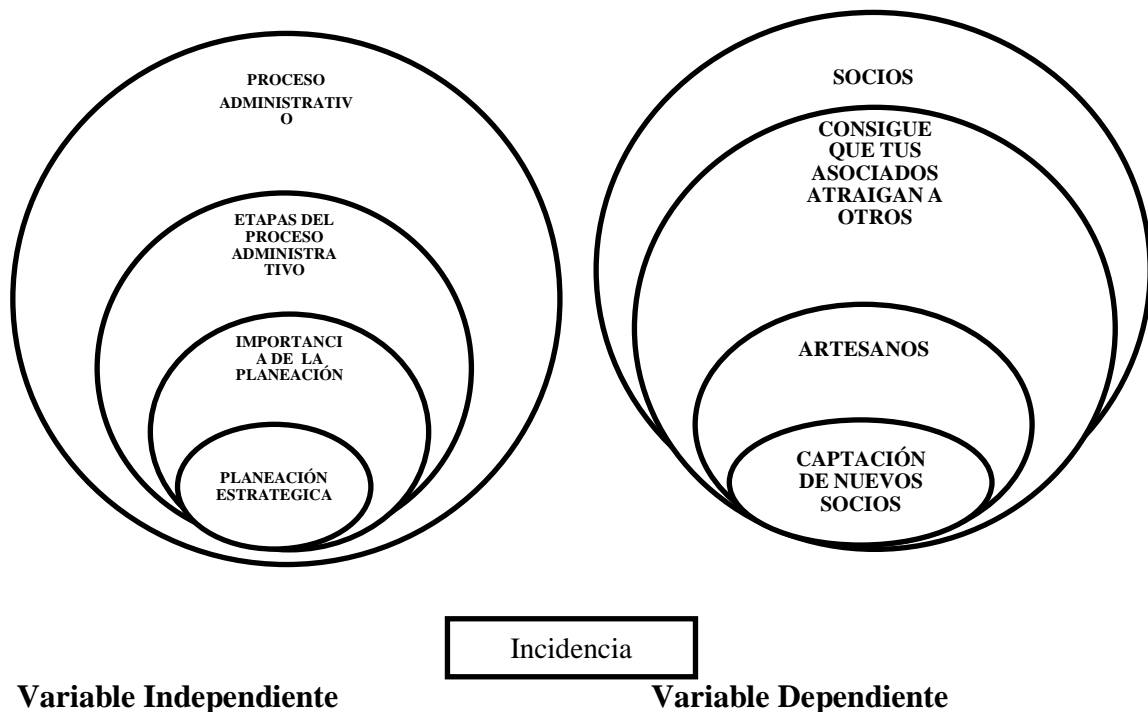 PROCESO
ADMINISTRATIV
O
ETAPAS DEL
PROCESO
ADMINISTRA
TIVO
IMPORTANCI
A DE LA
PLANEACIÓN
PLANEACIÓN
ESTRATEGICA
SOCIOS
CONSIGUE
QUE TUS
ASOCIADOS
ATRAIGAN A
OTROS
ARTESANOS
CAPTACIÓN
DE NUEVOS
SOCIOS
Incidencia
Variable Independiente
Variable Dependiente